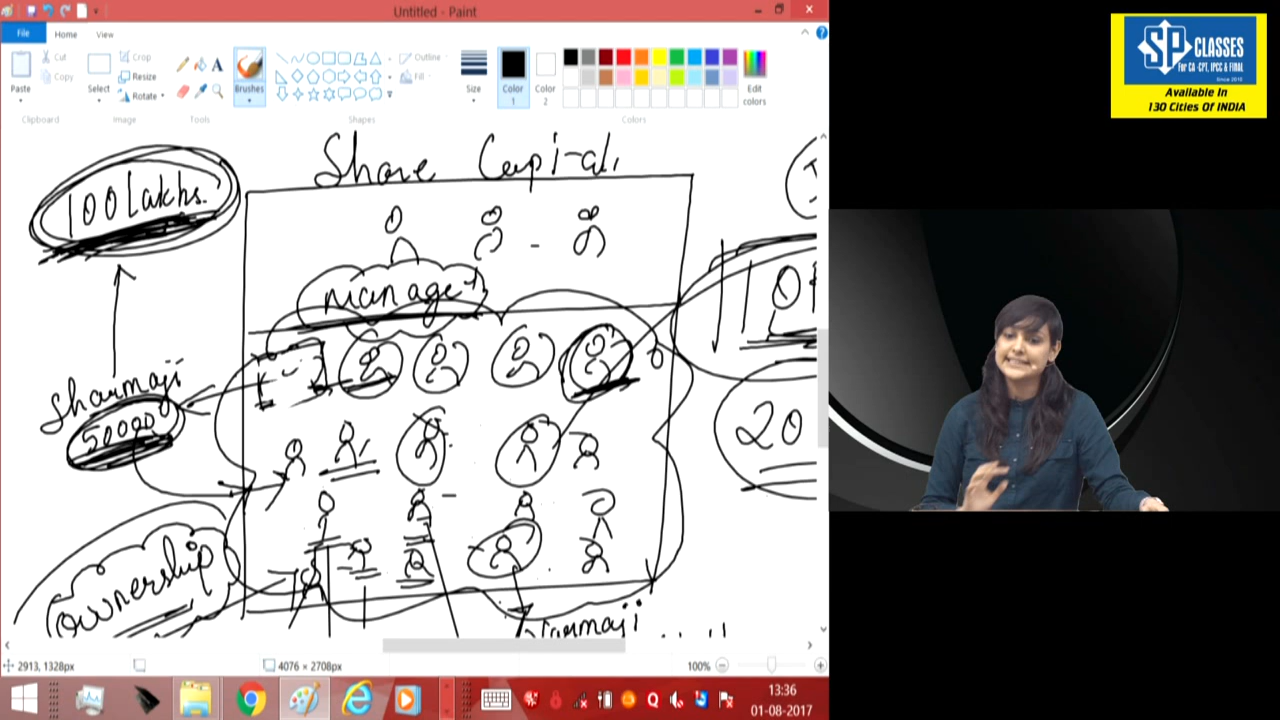 Untitled - Paint
File
Home
View
Cut
Copy
Paste
Clipboard
Crop
Resize
Rotate
Select
Image
Tools
Brushes
Shapes
Outline
Fill
Size
Color 1
Color 2
Edit colors
Colors
Share Capital
100 Lakhs.
Manage
Sharmaji
50000
20
ownership
2913, 1328px
4076 × 2708px
100%
13:36
01-08-2017
SP CLASSES
For CA-CPT, IPCC & FINAL
Since 2010
Available In
130 Cities Of INDIA